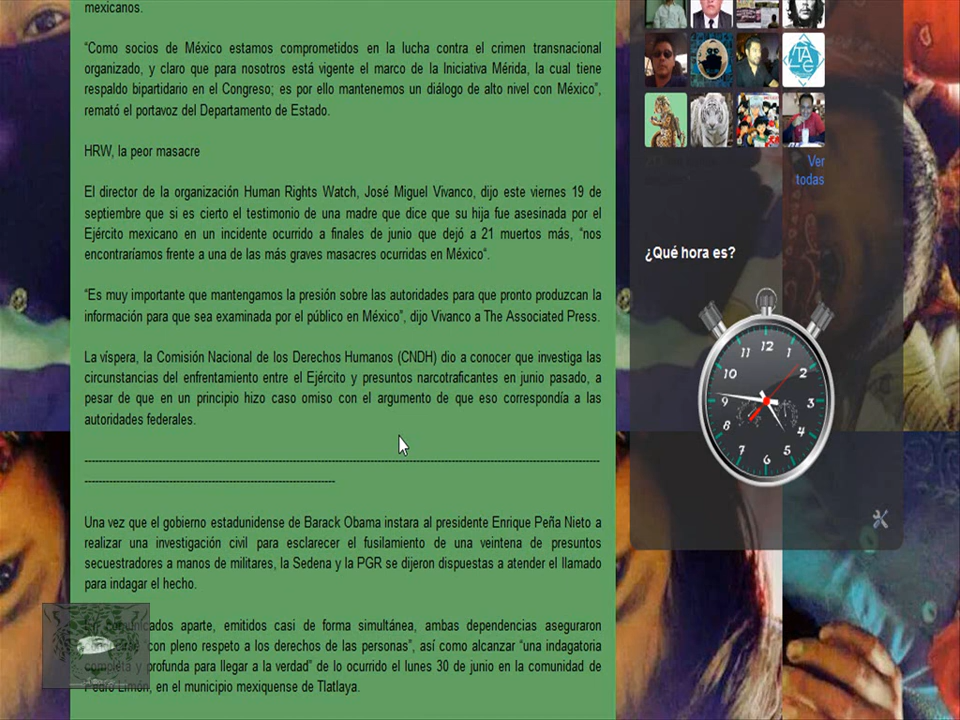 mexicanos.
“Como socios de México estamos comprometidos en la lucha contra el crimen transnacional
organizado, y claro que para nosotros está vigente el marco de la Iniciativa Mérida, la cual tiene
respaldo bipartidario en el Congreso; es por ello mantenemos un diálogo de alto nivel con México”,
remató el portavoz del Departamento de Estado.
HRW, la peor masacre
El director de la organización Human Rights Watch, José Miguel Vivanco, dijo este viernes 19 de
septiembre que si es cierto el testimonio de una madre que dice que su hija fue asesinada por el
Ejército mexicano en un incidente ocurrido a finales de junio que dejó a 21 muertos más, “nos
encontraríamos frente a una de las más graves masacres ocurridas en México“.
“Es muy importante que mantengamos la presión sobre las autoridades para que pronto produzcan la
información para que sea examinada por el público en México”, dijo Vivanco a The Associated Press.
La víspera, la Comisión Nacional de los Derechos Humanos (CNDH) dio a conocer que investiga las
circunstancias del enfrentamiento entre el Ejército y presuntos narcotraficantes en junio pasado, a
pesar de que en un principio hizo caso omiso con el argumento de que eso correspondía a las
autoridades federales.
Una vez que el gobierno estadunidense de Barack Obama instara al presidente Enrique Peña Nieto a
realizar una investigación civil para esclarecer el fusilamiento de una veintena de presuntos
secuestradores a manos de militares, la Sedena y la PGR se dijeron dispuestas a atender el llamado
para indagar el hecho.
aparte, emitidos casi de forma simultánea, ambas dependencias aseguraron
“con pleno respeto a los derechos de las personas”, así como alcanzar “una indagatoria
completa y profunda para llegar a la verdad” de lo ocurrido el lunes 30 de junio en la comunidad de
Pedro Limón, en el municipio mexiquense de Tlatlaya.
Ver
todas
¿Qué hora es?
12
1
2
3
4
5
6
7
8
9
10
11